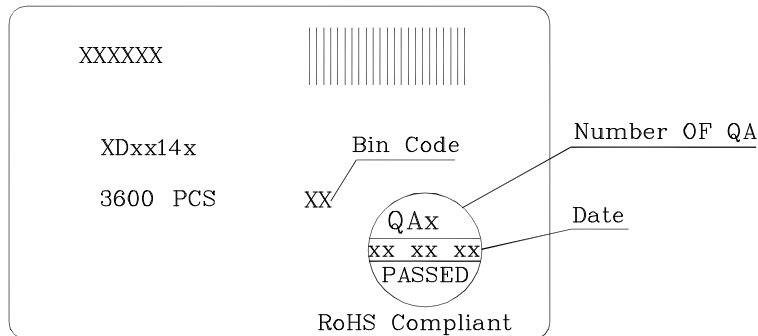 XXXXXX
XDxx14x
Bin Code
Number OF QA
3600 PCS
XX
QAx
Date
xx xx xx
PASSED
RoHS Compliant